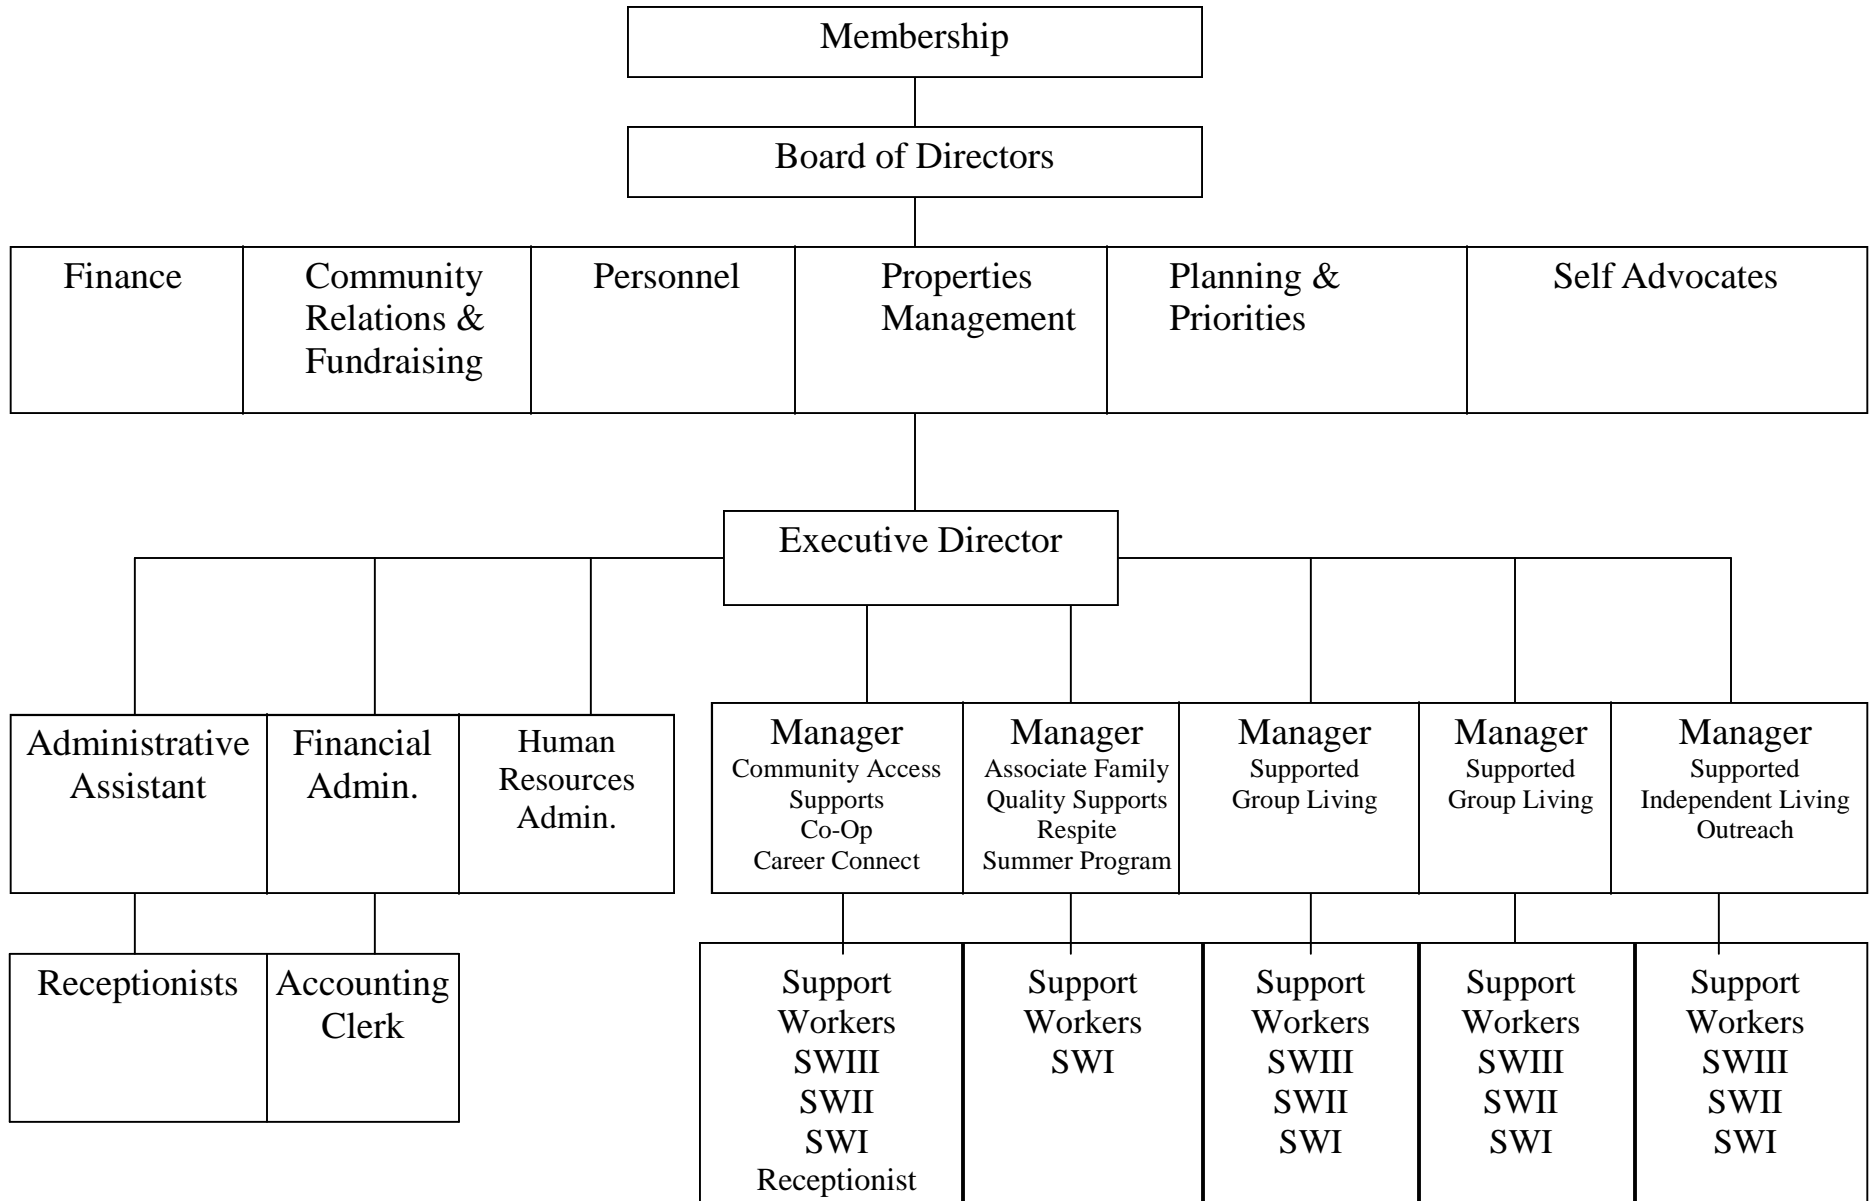 Membership
Board of Directors
Finance
Community
Relations &
Fundraising
Personnel
Properties
Management
Planning &
Priorities
Self Advocates
Executive Director
Administrative
Assistant
Financial
Admin.
Human
Resources
Admin.
Manager
Community Access
Supports
Co-Op
Career Connect
Manager
Associate Family
Quality Supports
Respite
Summer Program
Manager
Supported
Group Living
Manager
Supported
Group Living
Manager
Supported
Independent Living
Outreach
Receptionists
Accounting
Clerk
Support
Workers
SWIII
SWII
SWI
Receptionist
Support
Workers
SWI
Support
Workers
SWIII
SWII
SWI
Support
Workers
SWIII
SWII
SWI
Support
Workers
SWIII
SWII
SWI